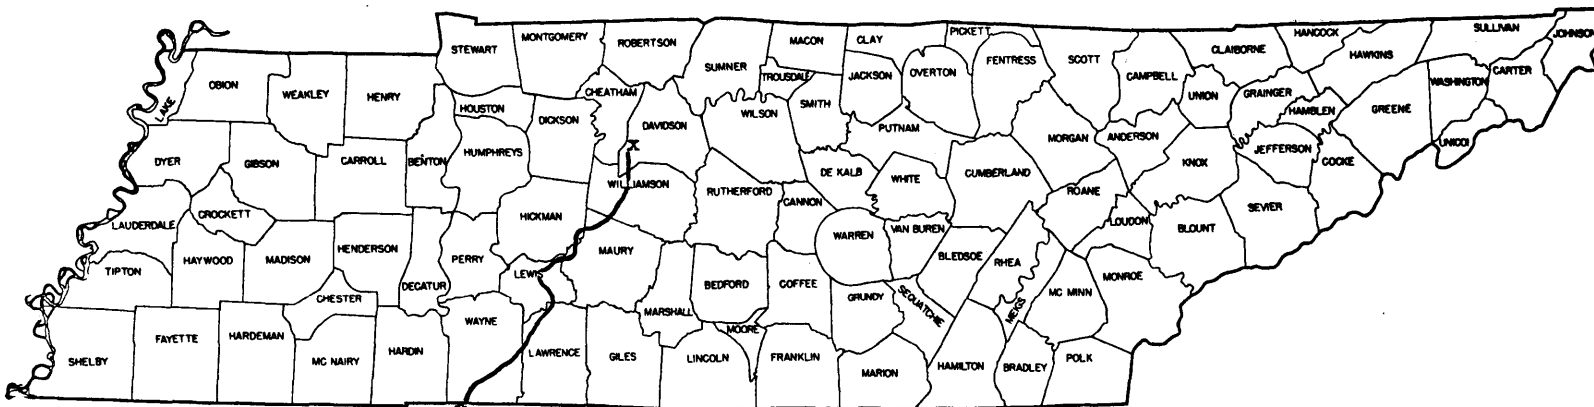 STEWART
MONTGOMERY
ROBERTSON
SUMNER
MACON
TROUSDALE
CLAY
PICKETT
JACKSON
OVERTON
FENTRESS
SCOTT
CAMPBELL
CLAIBORNE
HANCOCK
HAWKINS
SULLIVAN
JOHNSON
LAKE
OBION
WEAKLEY
HENRY
HOUSTON
DICKSON
CHEATHAM
DAVIDSON
X
WILSON
SMITH
PUTNAM
MORGAN
ANDERSON
UNION
GRAINGER
HAMBLEN
GREENE
WASHINGTON
CARTER
UNICOI
DYER
GIBSON
CARROLL
BENTON
HUMPHREYS
WILLIAMSON
RUTHERFORD
CANNON
DE KALB
WHITE
CUMBERLAND
ROANE
KNOX
JEFFERSON
COCKE
LAUDERDALE
CROCKETT
HICKMAN
WARREN
VAN BUREN
LOUDON
BLOUNT
SEVIER
TIPTON
HAYWOOD
MADISON
HENDERSON
DECATUR
PERRY
LEWIS
MAURY
BEDFORD
COFFEE
BLEDSOE
RHEA
MEIGS
MC MINN
MONROE
CHESTER
MARSHALL
MOORE
GRUNDY
SEQUATCHIE
SHELBY
FAYETTE
HARDEMAN
MC NAIRY
HARDIN
WAYNE
LAWRENCE
GILES
LINCOLN
FRANKLIN
MARION
HAMILTON
BRADLEY
POLK